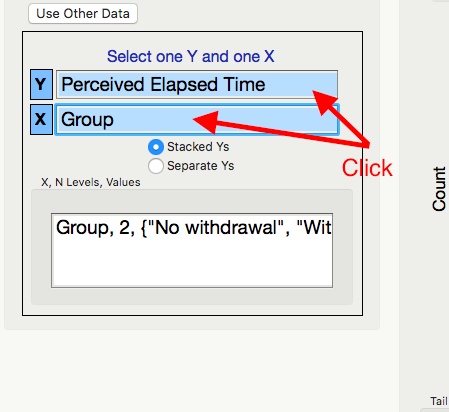 Use Other Data
Select one Y and one X
Y Perceived Elapsed Time
X Group
Stacked Ys
Separate Ys
Click
X, N Levels, Values
Group, 2, {"No withdrawal", "Wit
Count
Tail